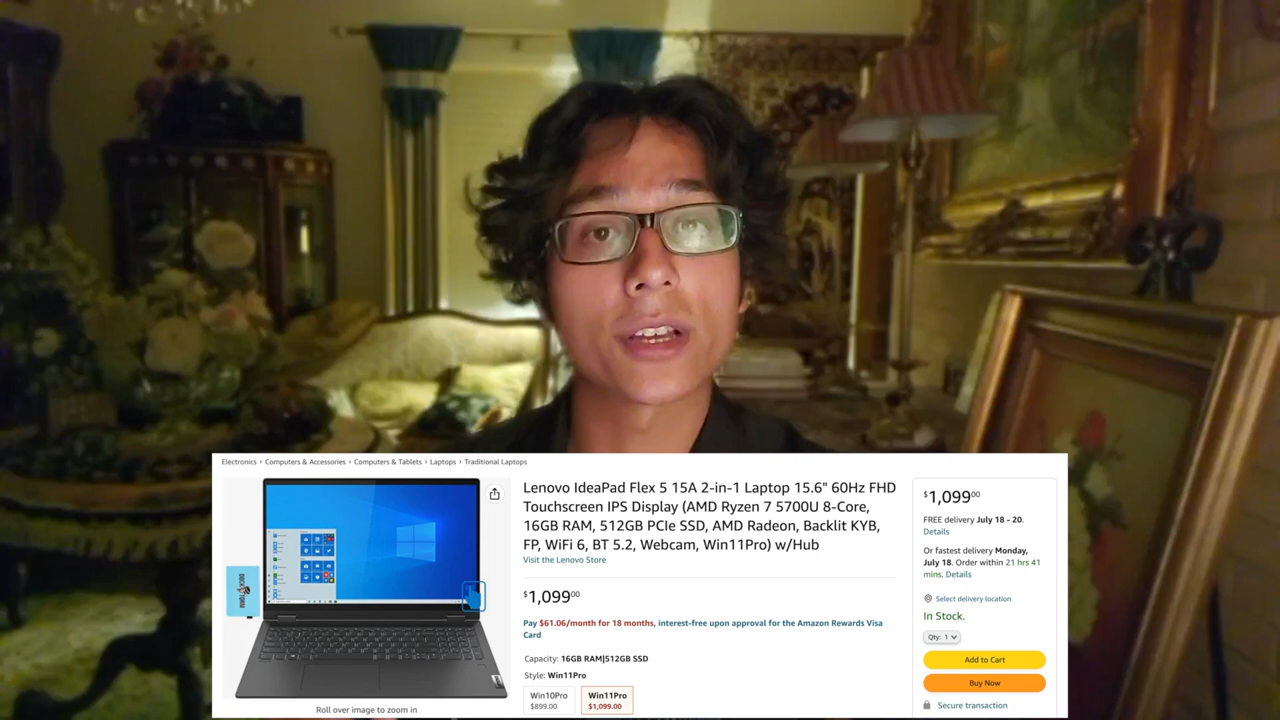 Electronics › Computers & Accessories › Computers & Tablets › Laptops › Traditional Laptops
Lenovo IdeaPad Flex 5 15A 2-in-1 Laptop 15.6" 60Hz FHD
Touchscreen IPS Display (AMD Ryzen 7 5700U 8-Core,
16GB RAM, 512GB PCIe SSD, AMD Radeon, Backlit KYB,
FP, WiFi 6, BT 5.2, Webcam, Win11Pro) w/Hub
Visit the Lenovo Store
$1,099.00
Pay $61.06/month for 18 months, interest-free upon approval for the Amazon Rewards Visa
Card
Capacity: 16GB RAM|512GB SSD
Style: Win11Pro
Win10Pro
$899.00
Win11Pro
$1,099.00
Roll over image to zoom in
$1,099.00
FREE delivery July 18 - 20.
Details
Or fastest delivery Monday,
July 18. Order within 21 hrs 41
mins. Details
Select delivery location
In Stock.
Qty: 1
Add to Cart
Buy Now
Secure transaction